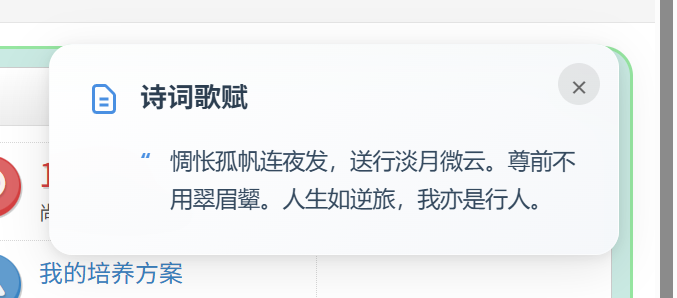 诗词歌赋
“ 惆怅孤帆连夜发，送行淡月微云。尊前不
用翠眉颦。人生如逆旅，我亦是行人。
我的培养方案